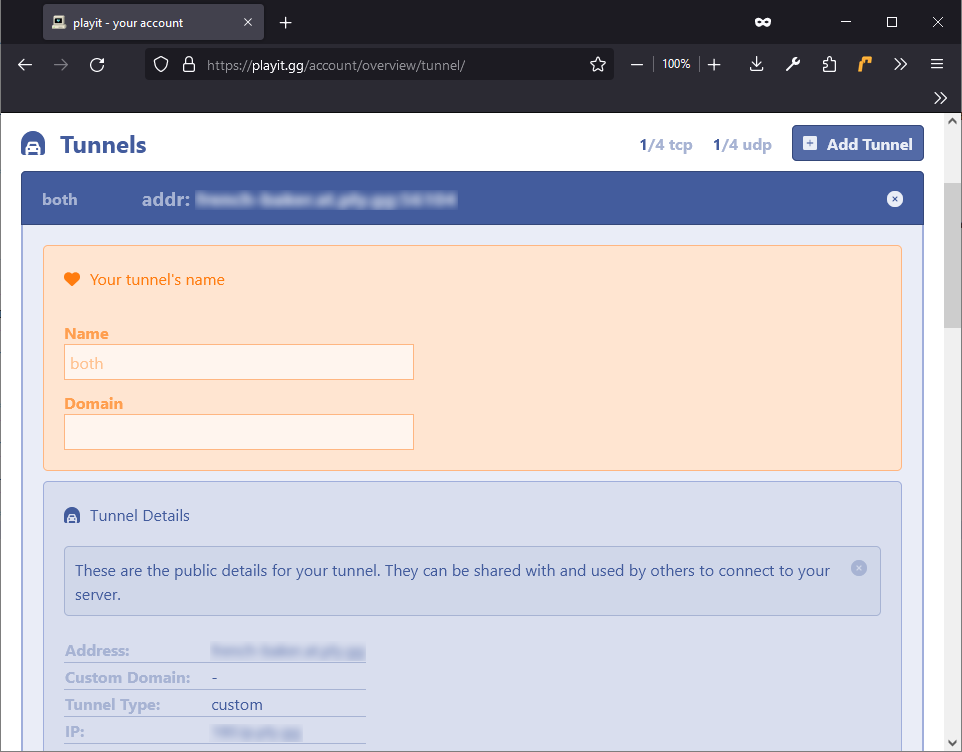 playit - your account
https://playit.gg/account/overview/tunnel/
100%
Tunnels
1/4 tcp
1/4 udp
Add Tunnel
both
addr:
Your tunnel's name
Name
both
Domain
Tunnel Details
These are the public details for your tunnel. They can be shared with and used by others to connect to your
server.
Address:
Custom Domain: -
Tunnel Type: custom
IP: